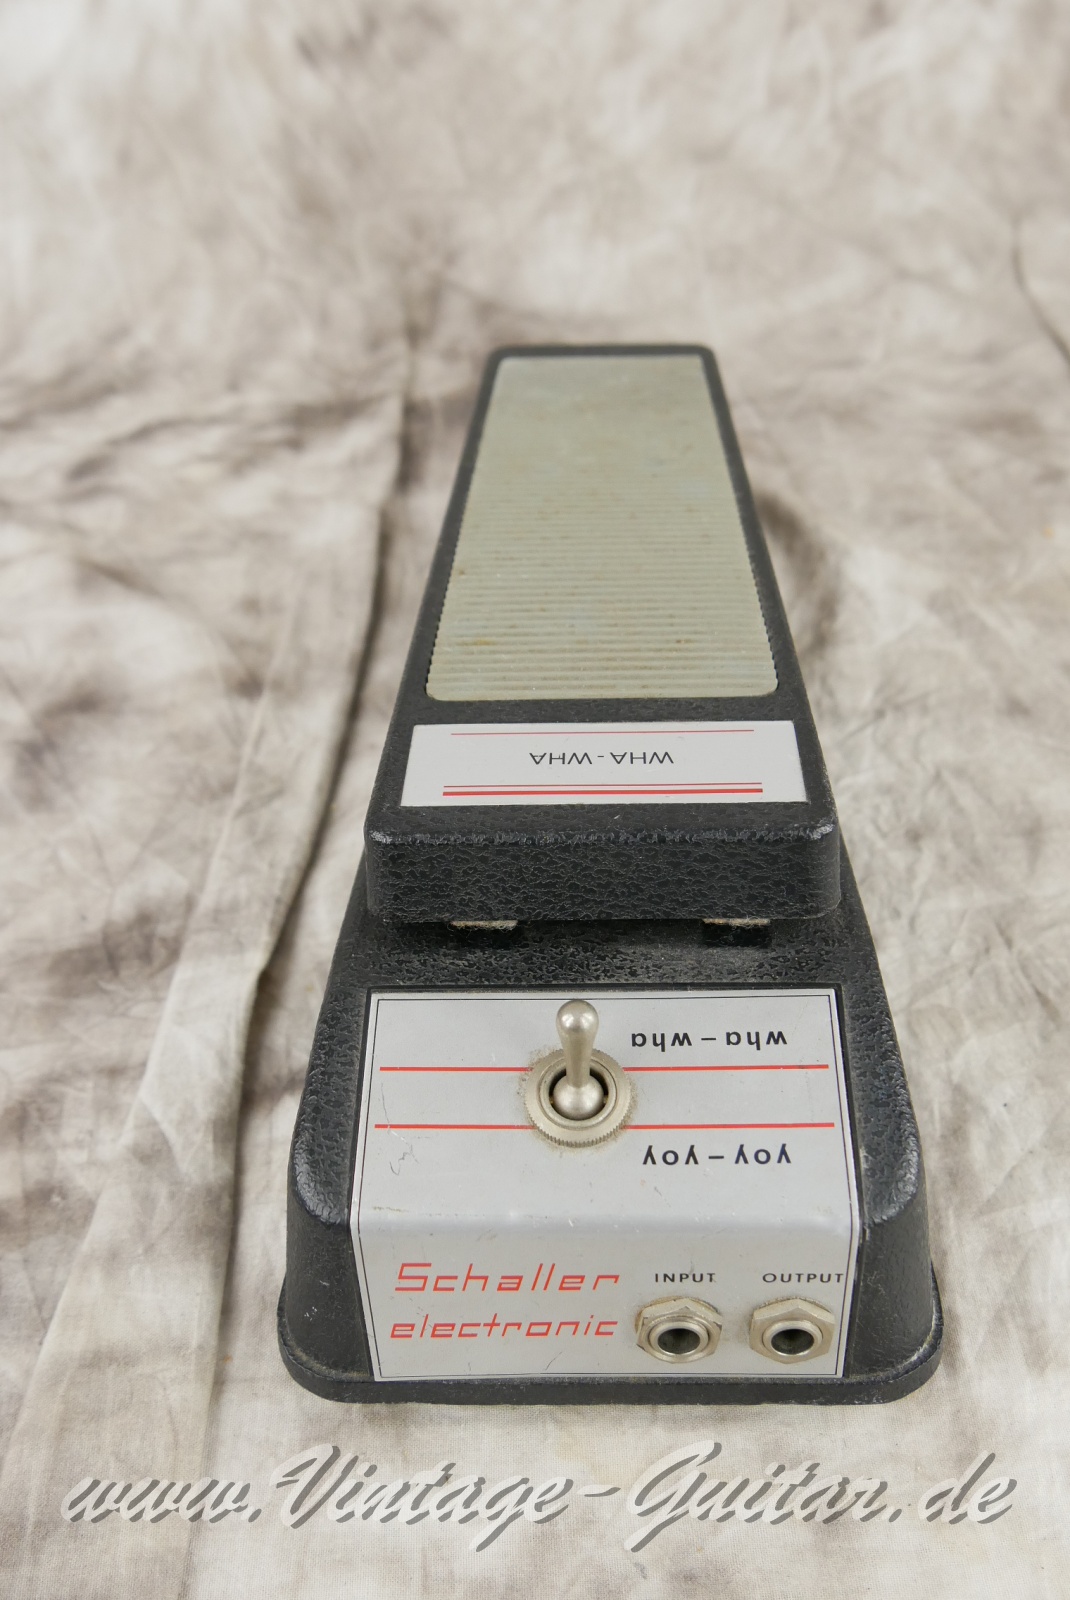 WHA-WHA
wha-wha
yoy-yoy
Schaller
electronic
INPUT
OUTPUT
www.Vintage-Guitar.de